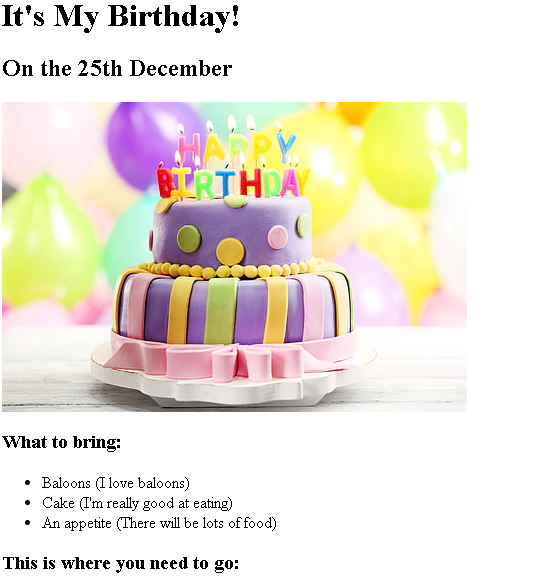 It's My Birthday!
On the 25th December
HAPPY
BIRTHDAY
What to bring:
Baloons (I love baloons)
Cake (I'm really good at eating)
An appetite (There will be lots of food)
This is where you need to go: